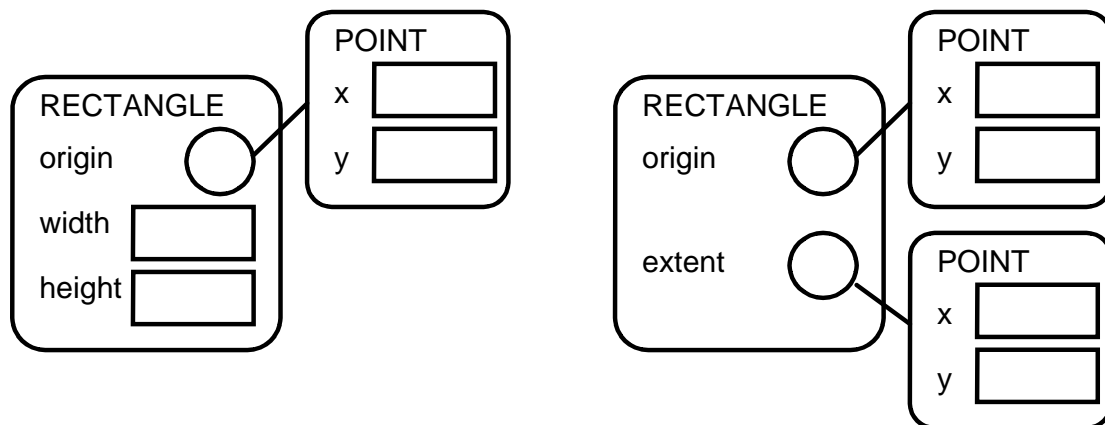 RECTANGLE
origin
width
height
POINT
x
y
RECTANGLE
origin
extent
POINT
x
y
POINT
x
y